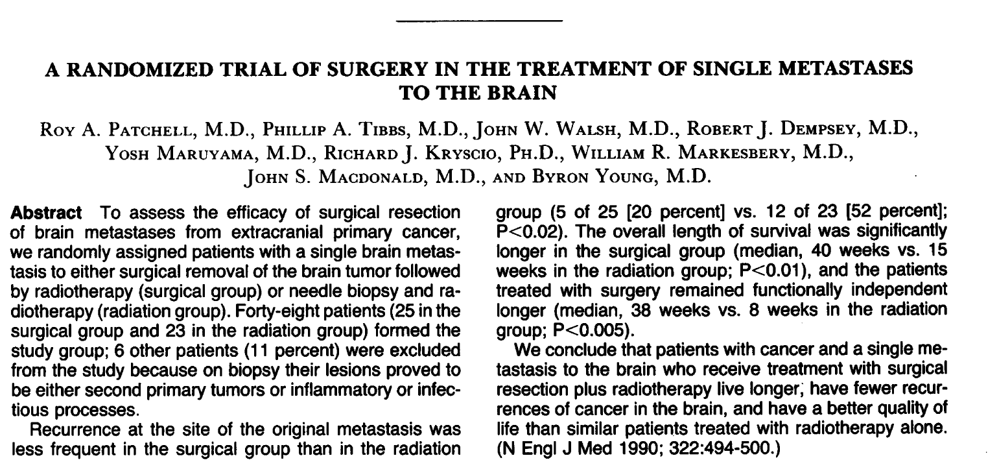 A RANDOMIZED TRIAL OF SURGERY IN THE TREATMENT OF SINGLE METASTASES
TO THE BRAIN
ROY A. PATCHELL, M.D., PHILLIP A. TIBBS, M.D., JOHN W. WALSH, M.D., ROBERT J. DEMPSEY, M.D.,
YOSH MARUYAMA, M.D., RICHARD J. KRYSCIO, PH.D., WILLIAM R. MARKESBERY, M.D.,
JOHN S. MACDONALD, M.D., AND BYRON YOUNG, M.D.
Abstract To assess the efficacy of surgical resection
of brain metastases from extracranial primary cancer,
we randomly assigned patients with a single brain metas-
tasis to either surgical removal of the brain tumor followed
by radiotherapy (surgical group) or needle biopsy and ra-
diotherapy (radiation group). Forty-eight patients (25 in the
surgical group and 23 in the radiation group) formed the
study group; 6 other patients (11 percent) were excluded
from the study because on biopsy their lesions proved to
be either second primary tumors or inflammatory or infec-
tious processes.
Recurrence at the site of the original metastasis was
less frequent in the surgical group than in the radiation
group (5 of 25 [20 percent] vs. 12 of 23 [52 percent];
P<0.02). The overall length of survival was significantly
longer in the surgical group (median, 40 weeks vs. 15
weeks in the radiation group; P<0.01), and the patients
treated with surgery remained functionally independent
longer (median, 38 weeks vs. 8 weeks in the radiation
group; P<0.005).
We conclude that patients with cancer and a single me-
tastasis to the brain who receive treatment with surgical
resection plus radiotherapy live longer, have fewer recur-
rences of cancer in the brain, and have a better quality of
life than similar patients treated with radiotherapy alone.
(N Engl J Med 1990; 322:494-500.)